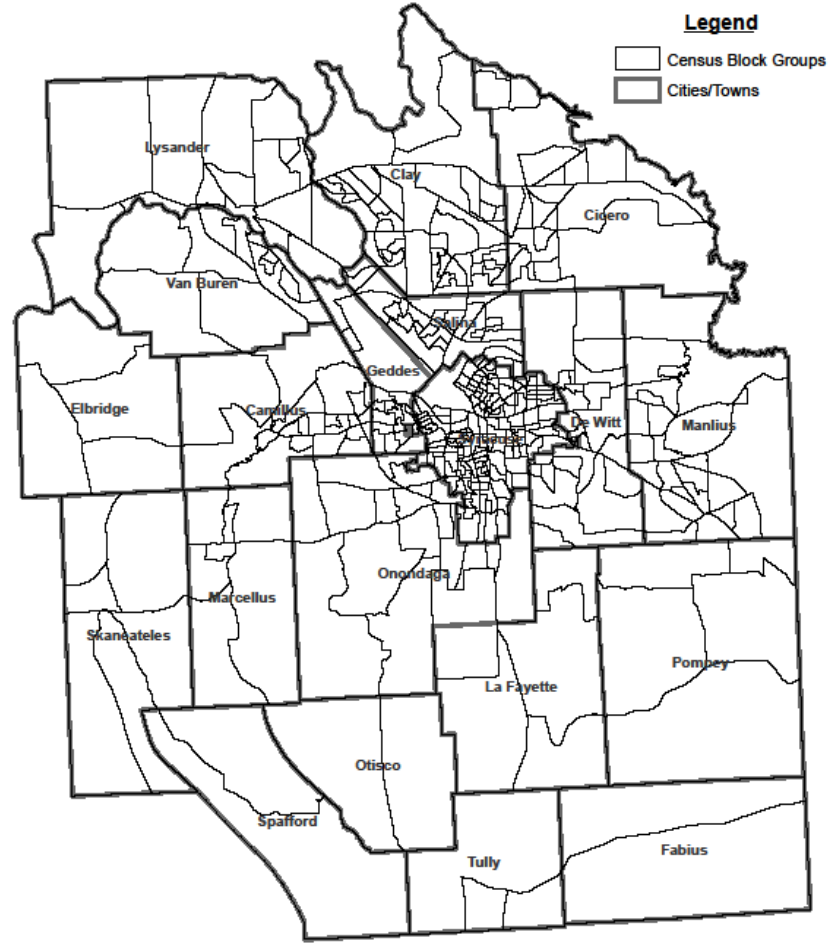 Legend
Census Block Groups
Cities/Towns
Lysander
Clay
Cicero
Van Buren
Salina
Geddes
Elbridge
Camillus
De Witt
Manlius
Syracuse
Onondaga
Marcellus
Skaneateles
Pompey
La Fayette
Otisco
Spafford
Tully
Fabius